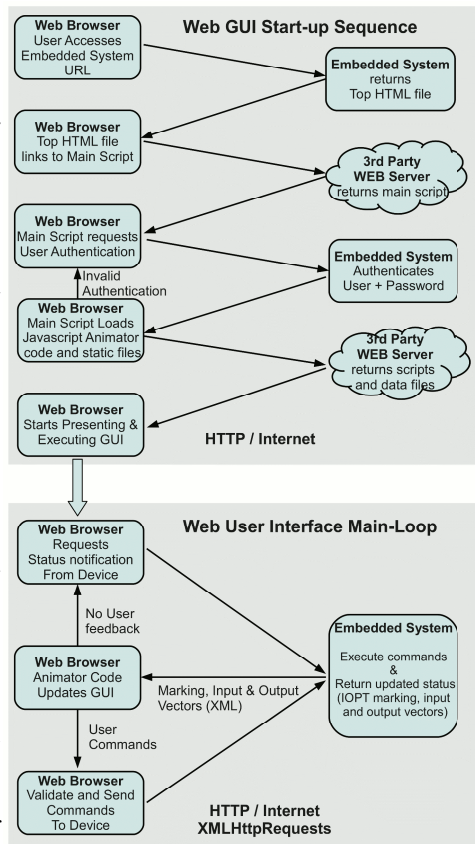 Web GUI Start-up Sequence
Web Browser
User Accesses
Embedded System
URL
Embedded System
returns
Top HTML file
Web Browser
Top HTML file
links to Main Script
3rd Party
WEB Server
returns main script
Web Browser
Main Script requests
User Authentication
Embedded System
Authenticates
User + Password
Invalid
Authentication
Web Browser
Main Script Loads
Javascript Animator
code and static files
3rd Party
WEB Server
returns scripts
and data files
Web Browser
Starts Presenting &
Executing GUI
HTTP / Internet
Web User Interface Main-Loop
Web Browser
Requests
Status notification
From Device
No User
feedback
Embedded System
Execute commands
&
Return updated status
(IOPT marking, input
and output vectors)
Web Browser
Animator Code
Updates GUI
Marking, Input & Output
Vectors (XML)
User
Commands
Web Browser
Validate and Send
Commands
To Device
HTTP / Internet
XMLHttpRequests